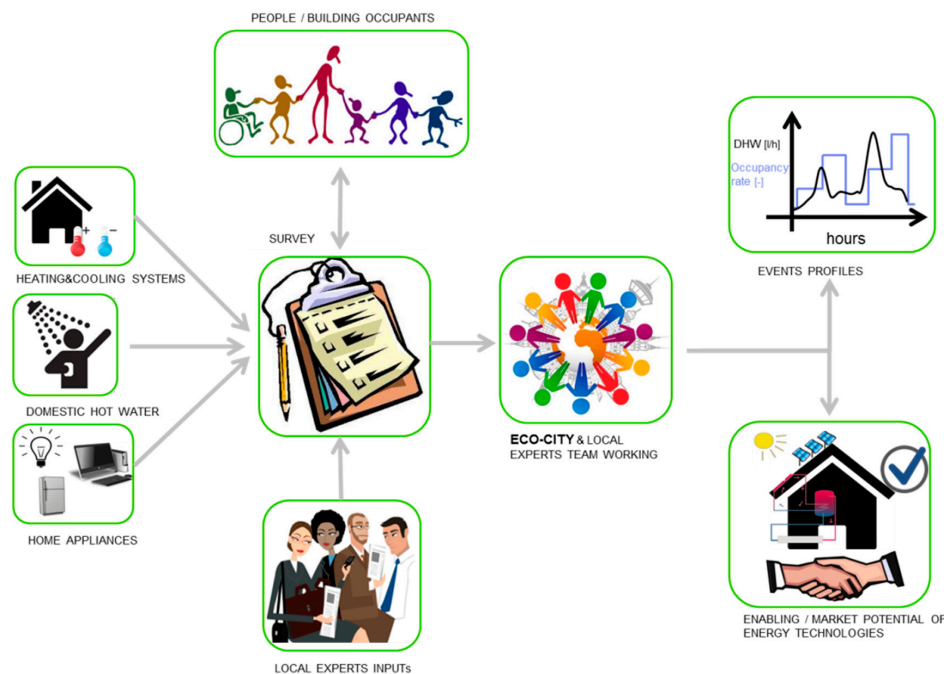 PEOPLE / BUILDING OCCUPANTS
DHW [l/h]
Occupancy
rate [-]
hours
EVENTS PROFILES
+ −
HEATING&COOLING SYSTEMS
SURVEY
DOMESTIC HOT WATER
ECO-CITY & LOCAL
EXPERTS TEAM WORKING
HOME APPLIANCES
LOCAL EXPERTS INPUTs
ENABLING / MARKET POTENTIAL OF
ENERGY TECHNOLOGIES